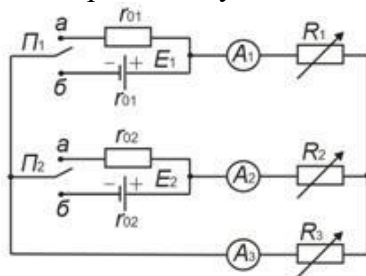 а r₀₁
П₁ − + E₁ A₁ R₁
б r₀₁
а r₀₂
П₂ − + E₂ A₂ R₂
б r₀₂
A₃ R₃